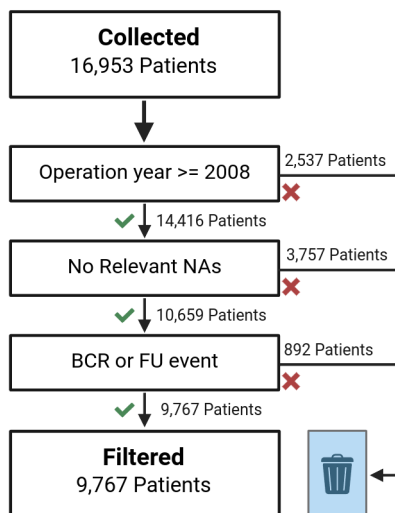 Collected
16,953 Patients
Operation year >= 2008
2,537 Patients
14,416 Patients
No Relevant NAs
3,757 Patients
10,659 Patients
BCR or FU event
892 Patients
9,767 Patients
Filtered
9,767 Patients